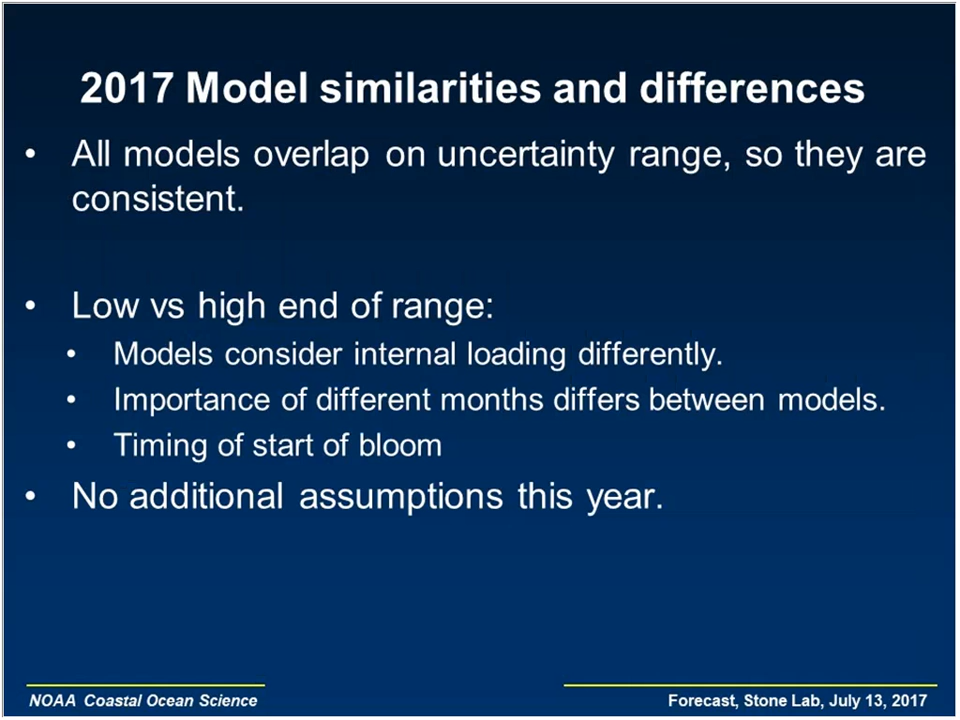 2017 Model similarities and differences
• All models overlap on uncertainty range, so they are
consistent.
• Low vs high end of range:
• Models consider internal loading differently.
• Importance of different months differs between models.
• Timing of start of bloom
• No additional assumptions this year.
NOAA Coastal Ocean Science
Forecast, Stone Lab, July 13, 2017